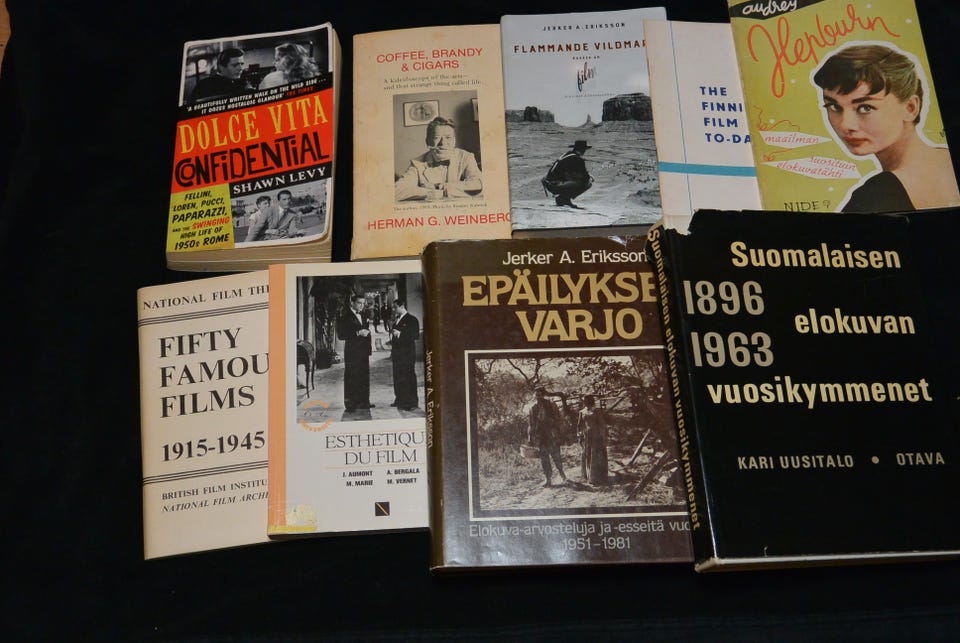 'A BEAUTIFULLY WRITTEN WALK ON THE WILD SIDE...
IT OOZES NOSTALGIC GLAMOUR' THE TIMES
DOLCE VITA
CONFIDENTIAL
SHAWN LEVY
FELLINI,
LOREN, PUCCI,
PAPARAZZI,
AND THE SWINGING
HIGH LIFE OF
1950s ROME
COFFEE, BRANDY
& CIGARS
A kaleidoscope of the arts—
and that strange thing called life.
HERMAN G. WEINBERG
JERKER A. ERIKSSON
FLAMMANDE VILDMAR
film
THE
FINNI
FILM
TO-DA
audrey
Hepburn
maailman
suosituin
elokuvatähti
NIDE?
NATIONAL FILM THE
FIFTY
FAMOU
FILMS
1915-1945
BRITISH FILM INSTITU
NATIONAL FILM ARCHI
ESTHETIQU
DU FILM
J. AUMONT A. BERGALA
M. MARIE M. VERNET
Jerker A. Eriksson
Jerker A. Eriksson
EPÄILYKSE
VARJO
Elokuva-arvosteluja ja -esseitä vuo
1951-1981
Suomalaisen elokuvan vuosikymmenet
Suomalaisen
1896
elokuvan
1963
vuosikymmenet
KARI UUSITALO • OTAVA